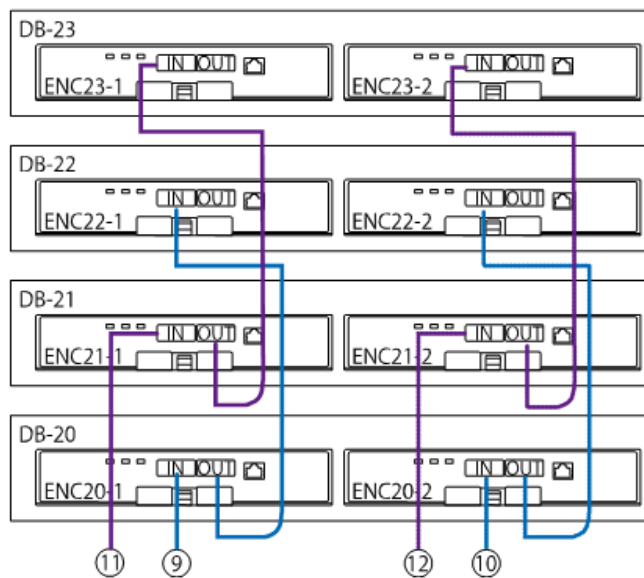 DB-23
IN OUT IN OUT
ENC23-1 ENC23-2
DB-22
IN OUT IN OUT
ENC22-1 ENC22-2
DB-21
IN OUT IN OUT
ENC21-1 ENC21-2
DB-20
IN OUT IN OUT
ENC20-1 ENC20-2
⑪ ⑨ ⑫ ⑩